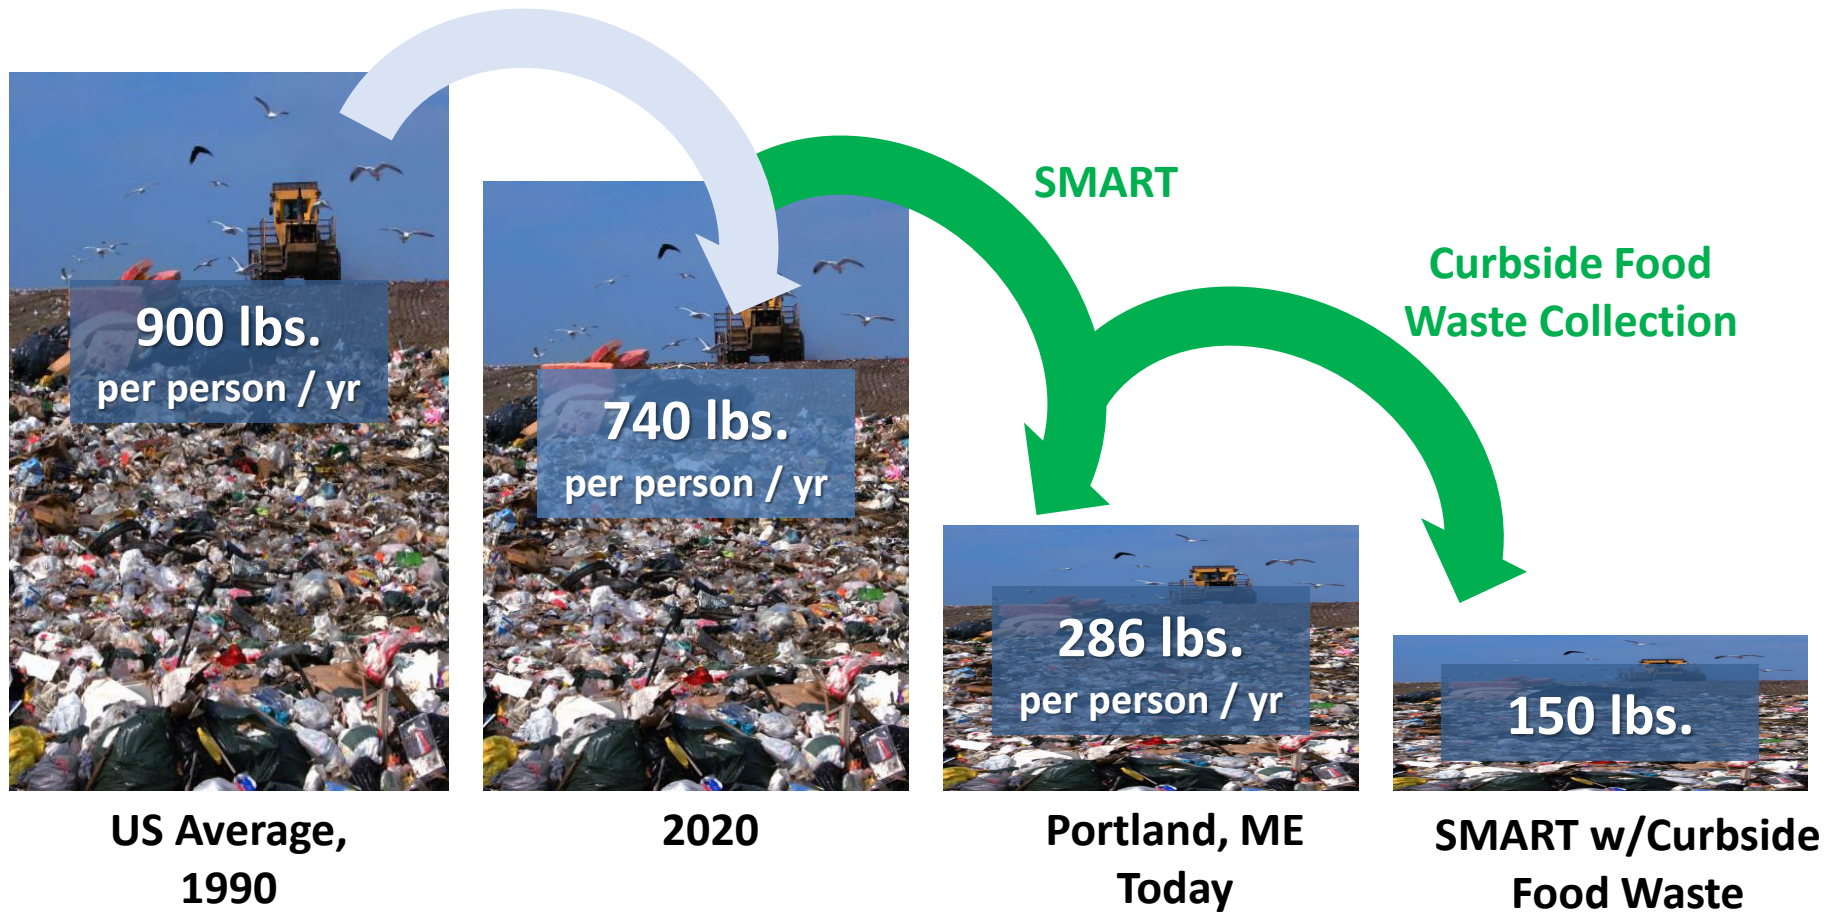 SMART
Curbside Food
Waste Collection
900 lbs.
per person / yr
740 lbs.
per person / yr
286 lbs.
per person / yr
150 lbs.
US Average,
1990
2020
Portland, ME
Today
SMART w/Curbside
Food Waste